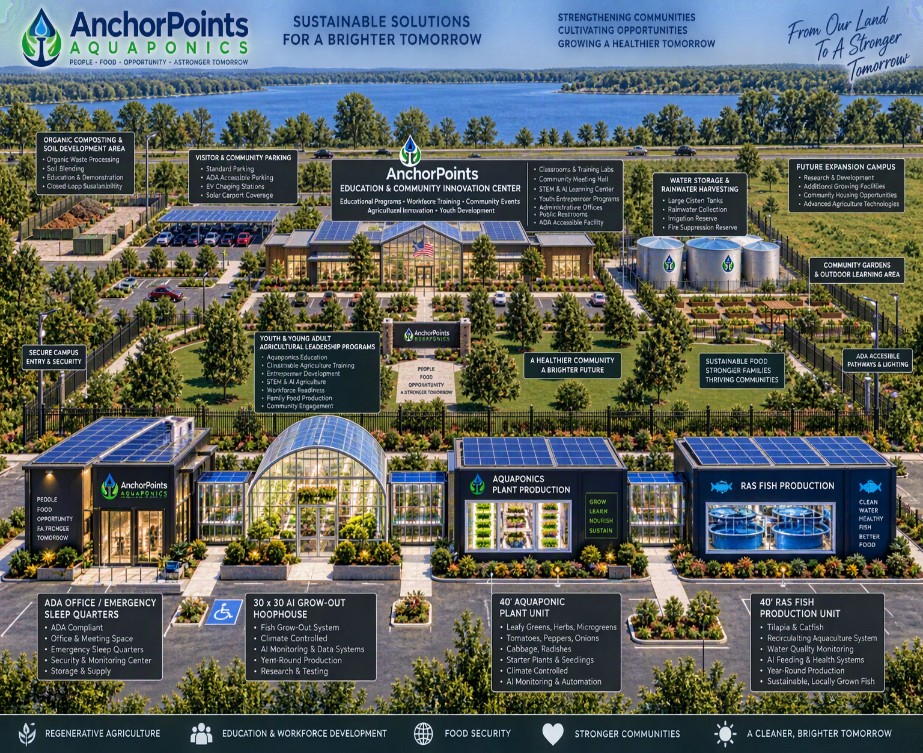 AnchorPoints
AQUAPONICS
PEOPLE • FOOD • OPPORTUNITY • ASTRONGER TOMORROW
SUSTAINABLE SOLUTIONS
FOR A BRIGHTER TOMORROW
STRENGTHENING COMMUNITIES
CULTIVATING OPPORTUNITIES
GROWING A HEALTHIER TOMORROW
From Our Land
To A Stronger
Tomorrow
ORGANIC COMPOSTING &
SOIL DEVELOPMENT AREA
• Organic Waste Processing
• Soil Blending
• Education & Demonstration
• Closed-Loop Sustainability
VISITOR & COMMUNITY PARKING
• Standard Parking
• ADA Accessible Parking
• EV Chęging Stations
• Solar Carport Coverage
AnchorPoints
EDUCATION & COMMUNITY INNOVATION CENTER
Educational Programs • Workforce Training • Community Events
Agricultural Innovation • Youth Development
• Classrooms & Training Labs
• Community Meeting Hall
• STEM & AI Learning Center
• Youth Entrepreneur Programs
• Administrative Offices
• Public Restrooms
• ADA Accessible Facility
WATER STORAGE &
RAINWATER HARVESTING
• Large Cisten Tanks
• Rainwater Collection
• Irrigation Reserve
• Fire Suppression Reserve
FUTURE EXPANSION CAMPUS
• Research & Development
• Additional Growing Facilities
• Community Housing Opportunities
• Advanced Agriculture Technologies
COMMUNITY GARDENS
& OUTDOOR LEARNING AREA
SECURE CAMPUS
ENTRY & SECURITY
YOUTH & YOUNG ADULT
AGRICULTURAL LEADERSHIP PROGRAMS
• Aquaponics Education
• Entrepreneur Development
• STEM & AI Agriculture
• Workforce Readiness
• Family Food Production
• Community Engagement
AnchorPoints
AQUAPONICS
PEOPLE
FOOD
OPPORTUNITY
A STRONGER TOMORROW
A HEALTHIER COMMUNITY
A BRIGHTER FUTURE
SUSTAINABLE FOOD
STRONGER FAMILIES
THRIVING COMMUNITIES
ADA ACCESIBLE
PATHWAYS & LIGHTING
PEOPLE
FOOD
OPPORTUNITY
TOMORROW
AnchorPoints
AQUAPONICS
AQUAPONICS
PLANT PRODUCTION
GROW
LEARN
NOURISH
SUSTAIN
RAS FISH PRODUCTION
CLEAN
WATER
HEALTHY
FISH
BETTER
FOOD
ADA OFFICE / EMERGENCY
SLEEP QUARTERS
• ADA Compliant
• Office & Meeting Space
• Emergency Sleep Quarters
• Security & Monitoring Center
• Storage & Supply
30 x 30 AI GROW-OUT
HOOPHOUSE
• Fish Grow-Out System
• Climate Controlled
• AI Monitoring & Data Systems
• Yern-Round Production
• Research & Testing
40' AQUAPONIC
PLANT UNIT
• Leafy Greens, Herbs, Microgrens
• Tomatoes, Peppers, Onions
• Cabbage, Radishes
• Starter Plants & Seedlings
• Climate Controlled
• AI Monitoring & Automation
40' RAS FISH
PRODUCTION UNIT
• Tilapia & Catfish
• Recirculating Aquaculture System
• Water Quality Monitoring
• AI Feeding & Health Systems
• Year-Round Production
• Sustainable, Locally Grown Fish
REGENERATIVE AGRICULTURE
EDUCATION & WORKFORCE DEVELOPMENT
FOOD SECURITY
STRONGER COMMUNITIES
A CLEANER, BRIGHTER TOMORROW